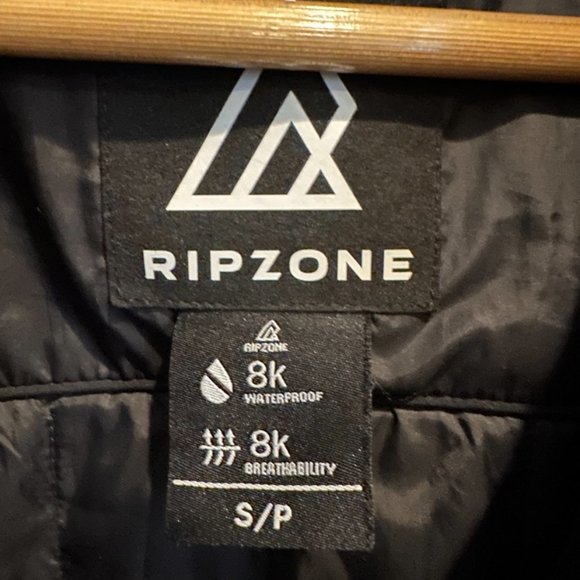 RIPZONE
RIPZONE
8k
WATERPROOF
8k
BREATHABILITY
S/P